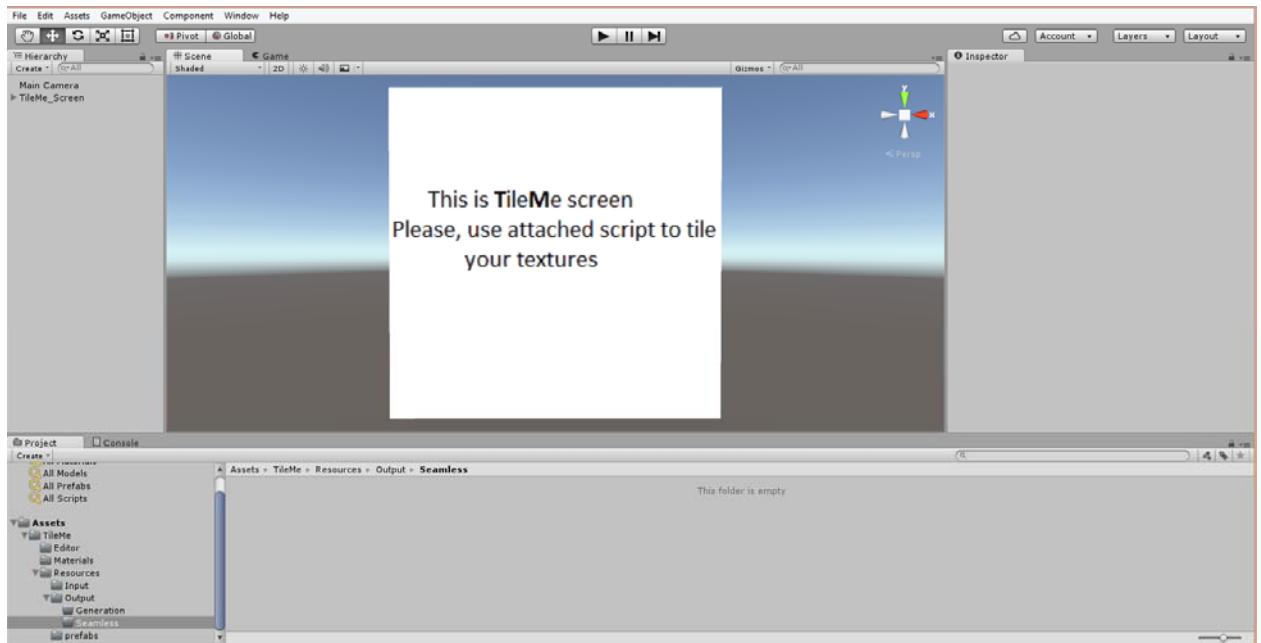 File Edit Assets GameObject Component Window Help
Pivot Global
Account Layers Layout
Hierarchy
Create All
Main Camera
TileMe_Screen
Scene Game
Shaded 2D Gizmos All
This is TileMe screen
Please, use attached script to tile
your textures
y
x
Persp
Inspector
Project Console
Create
All Models
All Prefabs
All Scripts
Assets
TileMe
Editor
Materials
Resources
Input
Output
Generation
Seamless
prefabs
Assets TileMe Resources Output Seamless
This folder is empty